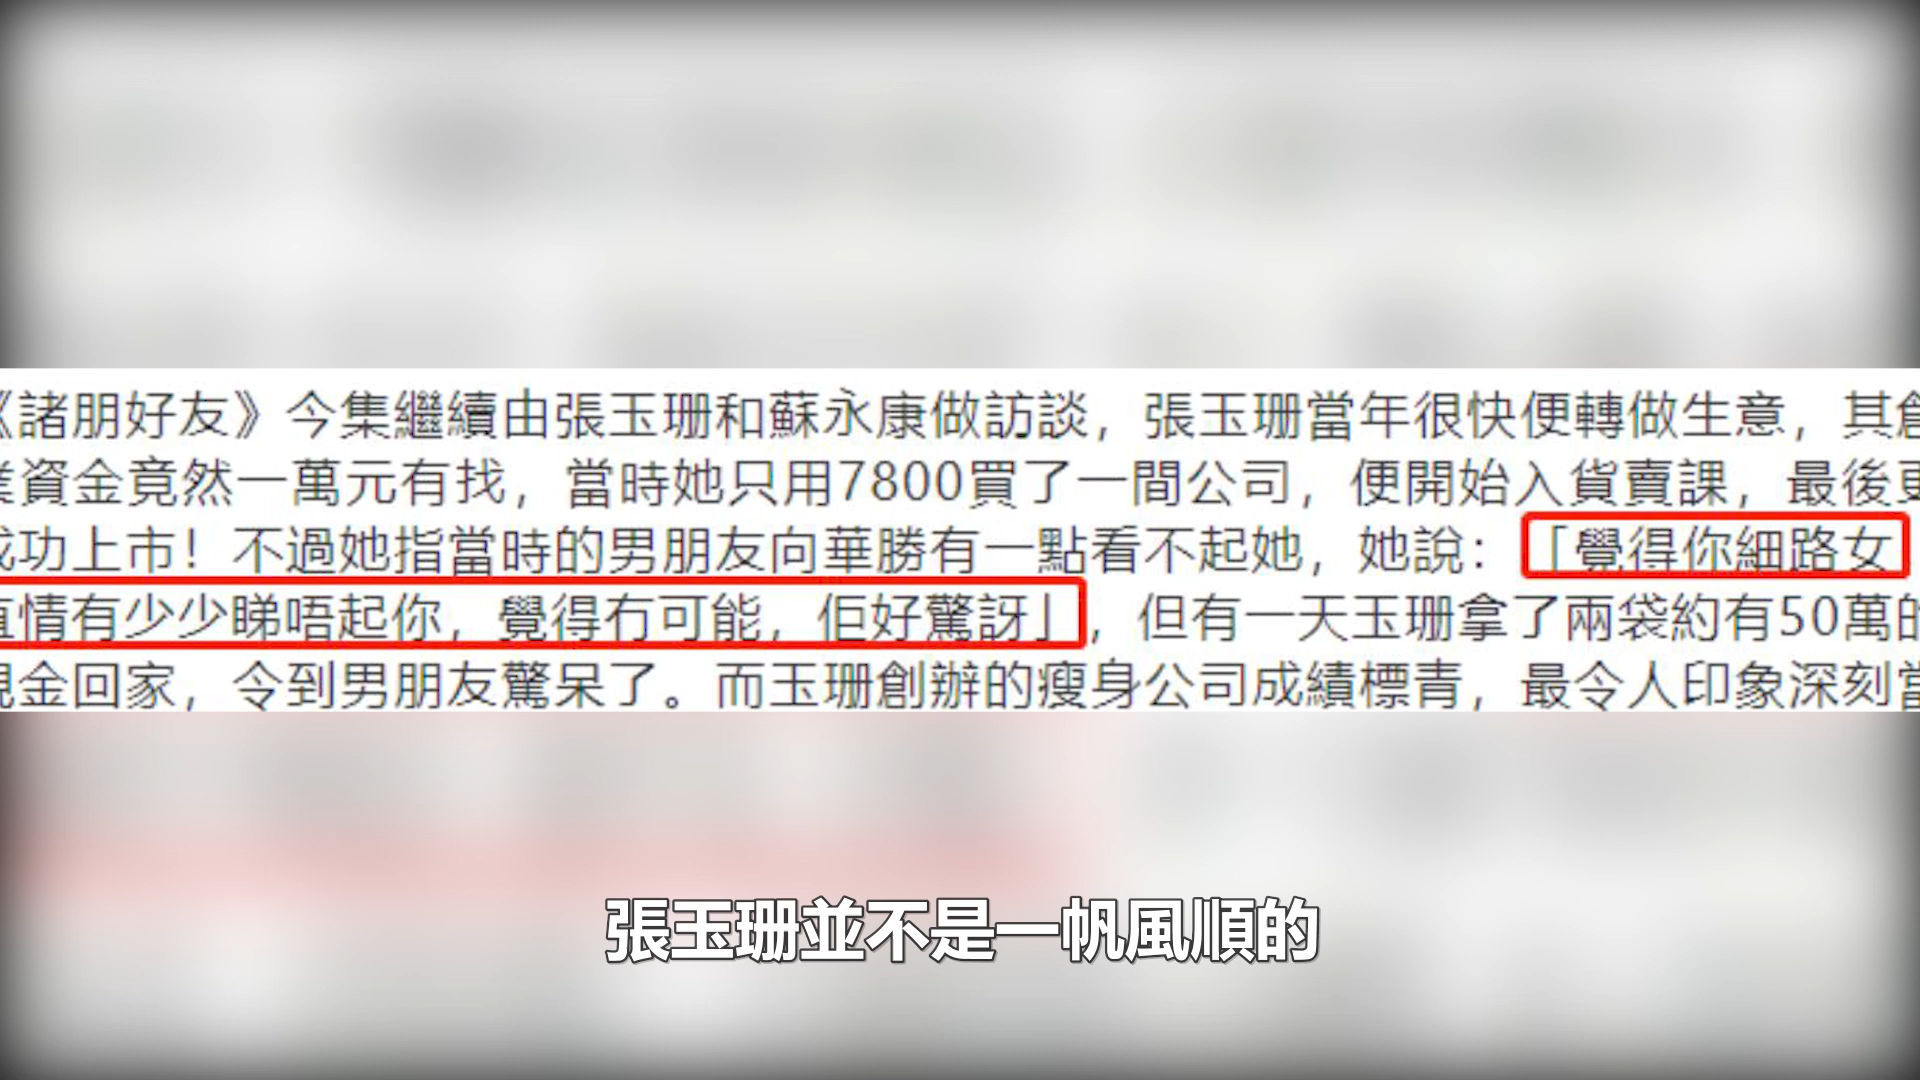 《諸朋好友》今集繼續由張玉珊和蘇永康做訪談，張玉珊當年很快便轉做生意，其創
業資金竟然一萬元有找，當時她只用7800買了一間公司，便開始入貨賣課，最後更
成功上市！不過她指當時的男朋友向華勝有一點看不起她，她說：「覺得你細路女
直情有少少睇唔起你，覺得冇可能，佢好驚訝」，但有一天玉珊拿了兩袋約有50萬的
現金回家，令到男朋友驚呆了。而玉珊創辦的瘦身公司成績標青，最令人印象深刻當
張玉珊並不是一帆風順的